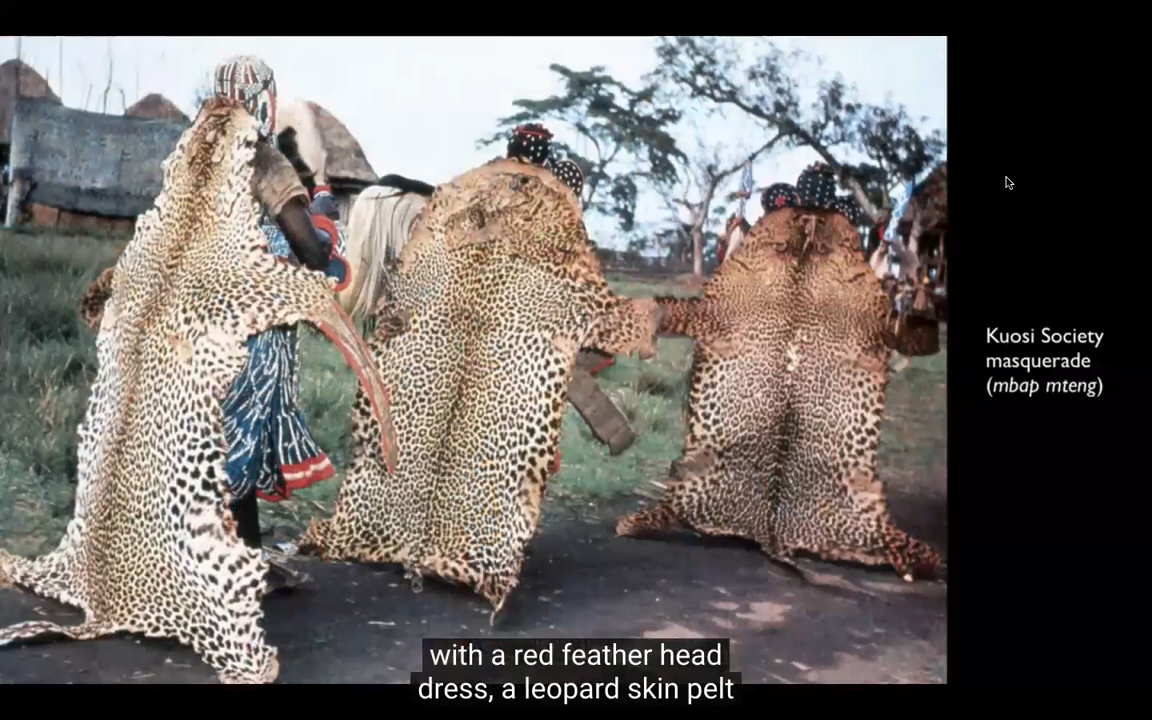 Kuosi Society
masquerade
(mbap mteng)
with a red feather head
dress, a leopard skin pelt